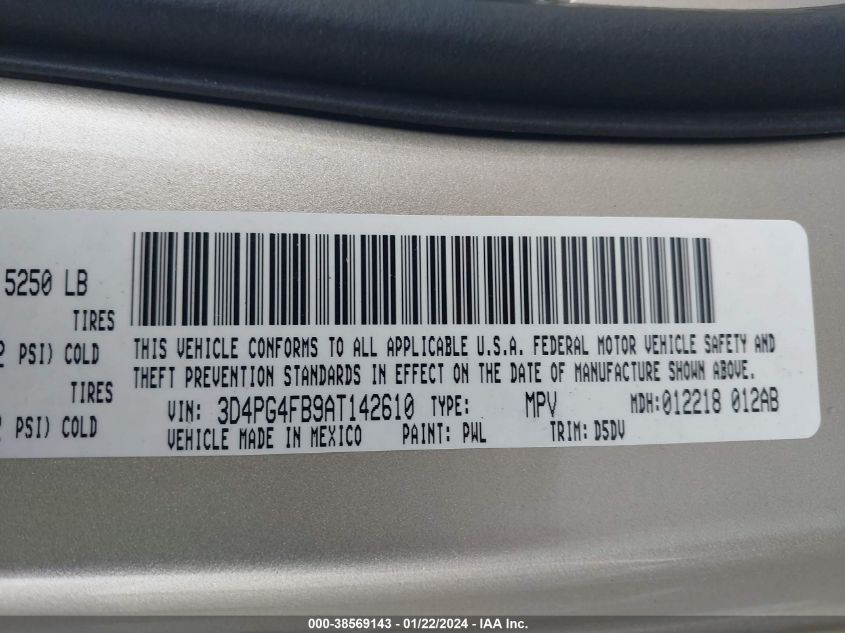 5250 LB
TIRES
PSI) COLD
TIRES
PSI) COLD
THIS VEHICLE CONFORMS TO ALL APPLICABLE U.S.A. FEDERAL MOTOR VEHICLE SAFETY AND
THEFT PREVENTION STANDARDS IN EFFECT ON THE DATE OF MANUFACTURE SHOWN ABOVE.
VIN: 3D4PG4FB9AT142610 TYPE: MPV MDH:012218 012AB
VEHICLE MADE IN MEXICO PAINT: PWL TRIM: D5DV
000-38569143 - 01/22/2024 - IAA Inc.